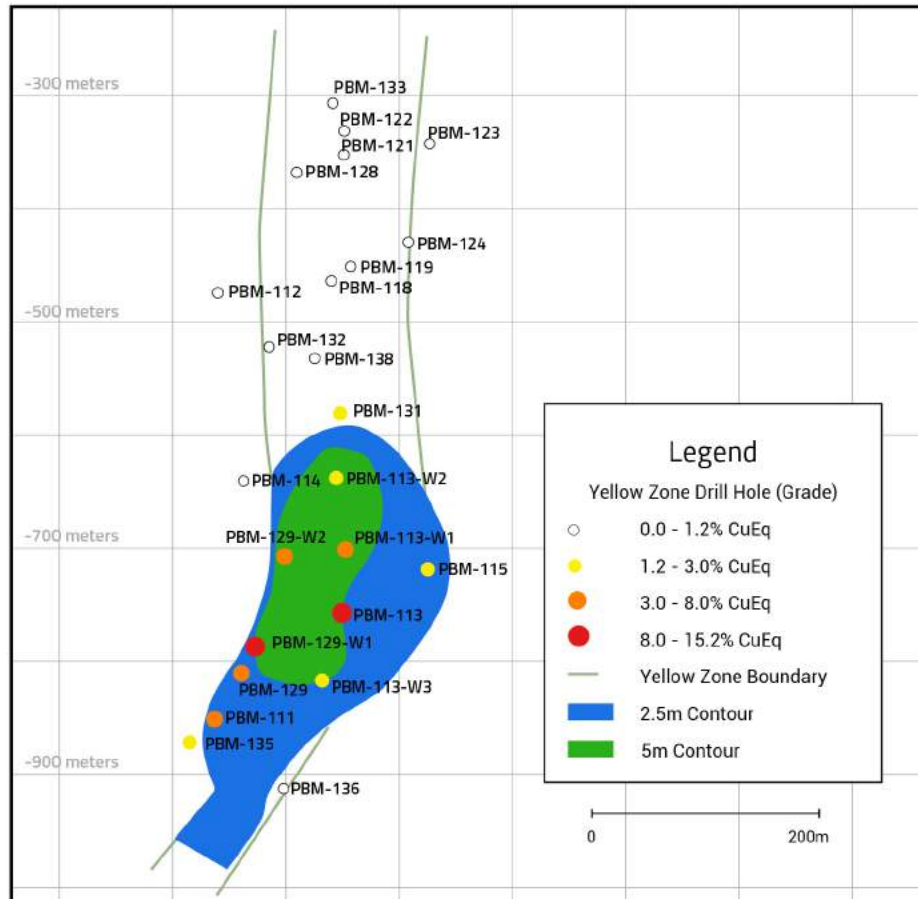 -300 meters
PBM-133
PBM-122
PBM-123
PBM-121
PBM-128
PBM-124
PBM-119
PBM-118
PBM-112
-500 meters
PBM-132
PBM-138
PBM-131
PBM-114
PBM-113-W2
PBM-129-W2
PBM-113-W1
-700 meters
PBM-115
PBM-113
PBM-129-W1
PBM-113-W3
PBM-129
PBM-111
PBM-135
-900 meters
PBM-136
Legend
Yellow Zone Drill Hole (Grade)
0.0 - 1.2% CuEq
1.2 - 3.0% CuEq
3.0 - 8.0% CuEq
8.0 - 15.2% CuEq
Yellow Zone Boundary
2.5m Contour
5m Contour
0 200m